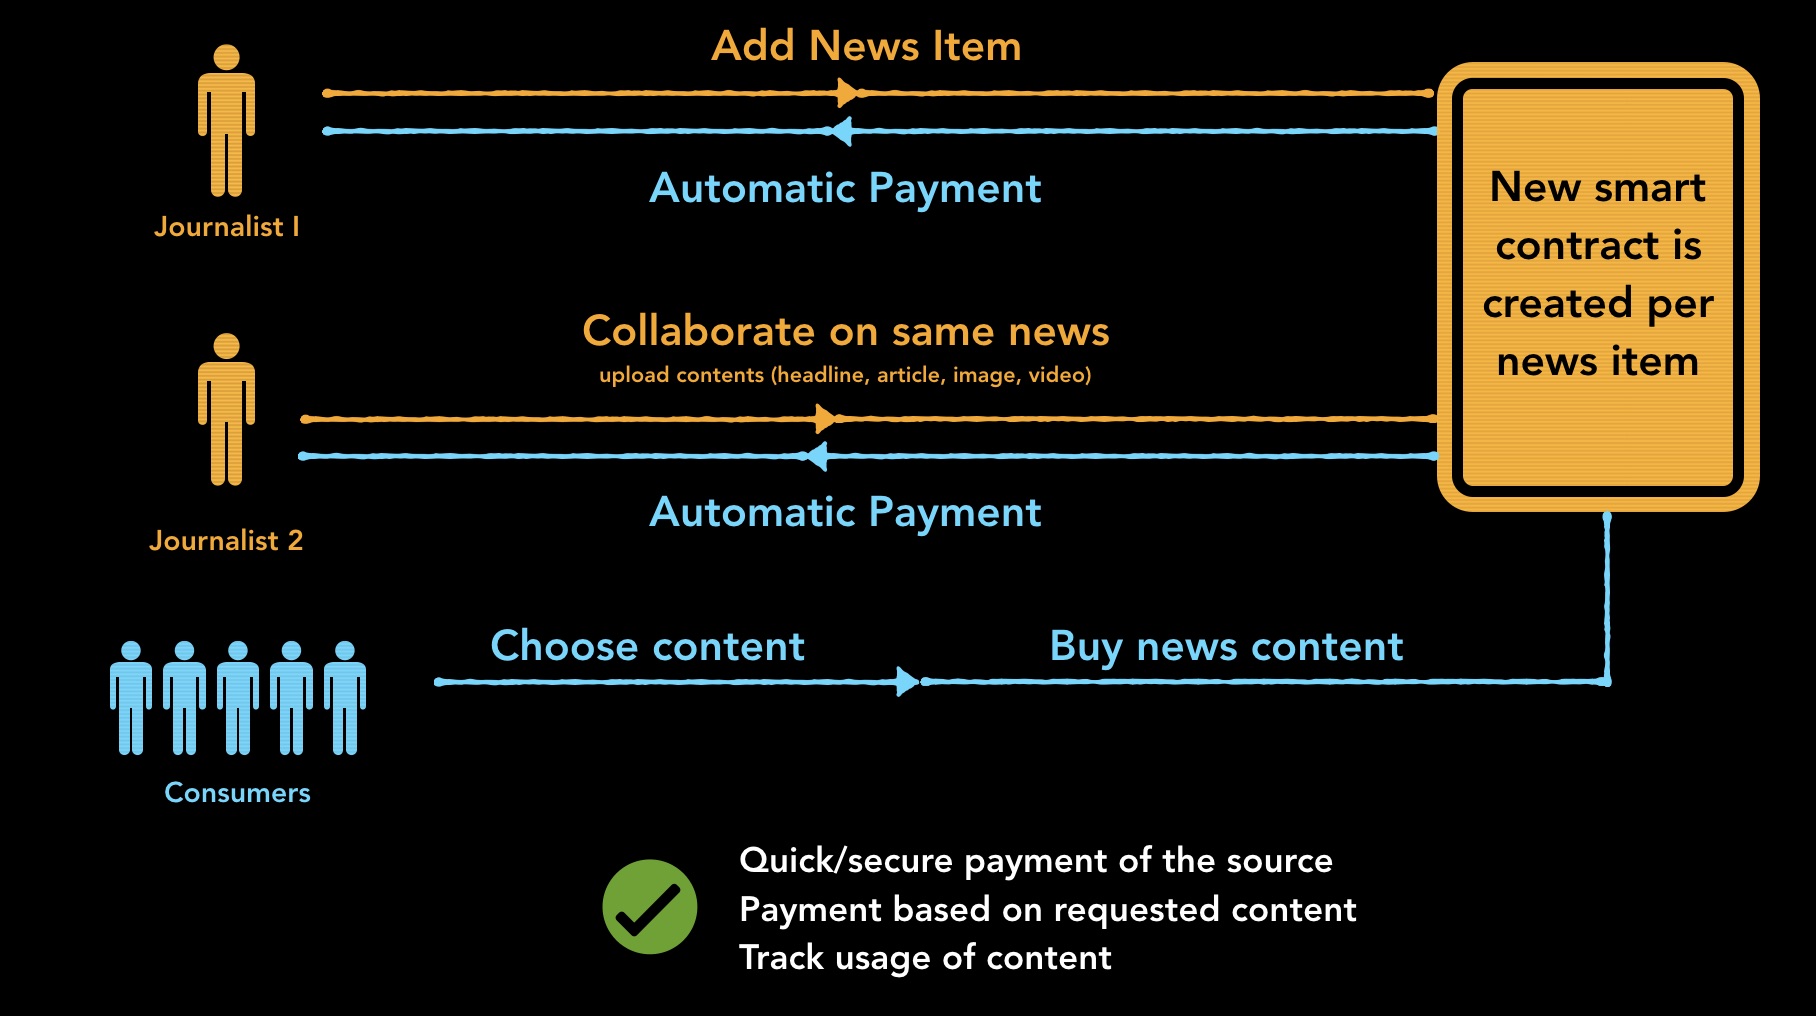 Add News Item
Automatic Payment
Journalist 1
New smart
contract is
created per
news item
Collaborate on same news
upload contents (headline, article, image, video)
Automatic Payment
Journalist 2
Choose content
Buy news content
Consumers
Quick/secure payment of the source
Payment based on requested content
Track usage of content